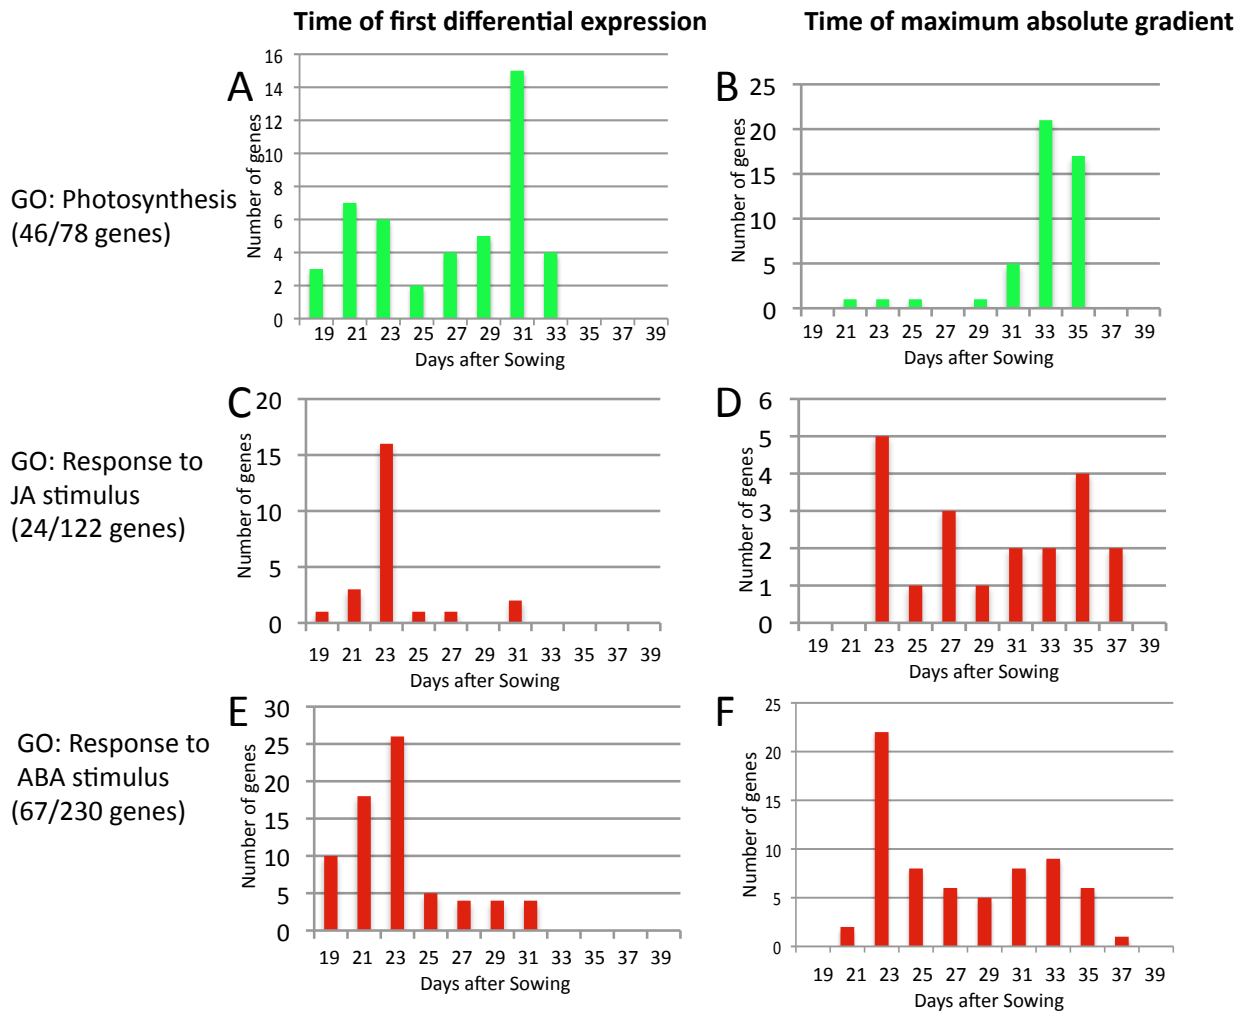 Time of first differential expression
Time of maximum absolute gradient
GO: Photosynthesis
(46/78 genes)
A
Number of genes
16
14
12
10
8
6
4
2
0
19 21 23 25 27 29 31 33 35 37 39
Days after Sowing
B
Number of genes
25
20
15
10
5
0
19 21 23 25 29 31 33 35 37 39
Days after Sowing
GO: Response to
JA stimulus
(24/122 genes)
C
Number of genes
20
15
10
5
0
19 21 23 25 27 29 31 33 35 37 39
Days after Sowing
D
Number of genes
6
5
4
3
2
1
0
19 21 23 25 27 29 31 33 35 37 39
Days after Sowing
GO: Response to
ABA stimulus
(67/230 genes)
E
Number of genes
30
25
20
15
10
5
0
19 21 23 25 27 29 31 33 35 37 39
Days after Sowing
F
Number of genes
25
20
15
10
5
0
19 21 23 25 27 29 31 33 35 37 39
Days after Sowing